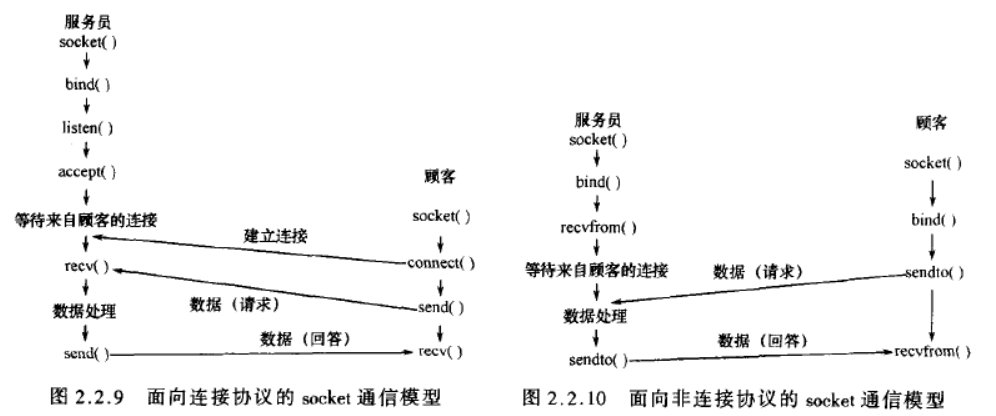 服务员
socket( )
bind( )
listen( )
accept( )
等待来自顾客的连接
recv( )
数据处理
send( )
顾客
socket( )
connect( )
send( )
recv( )
建立连接
数据（请求）
数据（回答）
图 2.2.9 面向连接协议的 socket 通信模型
服务员
socket( )
bind( )
recvfrom( )
等待来自顾客的连接
数据处理
sendto( )
顾客
socket( )
bind( )
sendto( )
recvfrom( )
数据（请求）
数据（回答）
图 2.2.10 面向非连接协议的 socket 通信模型